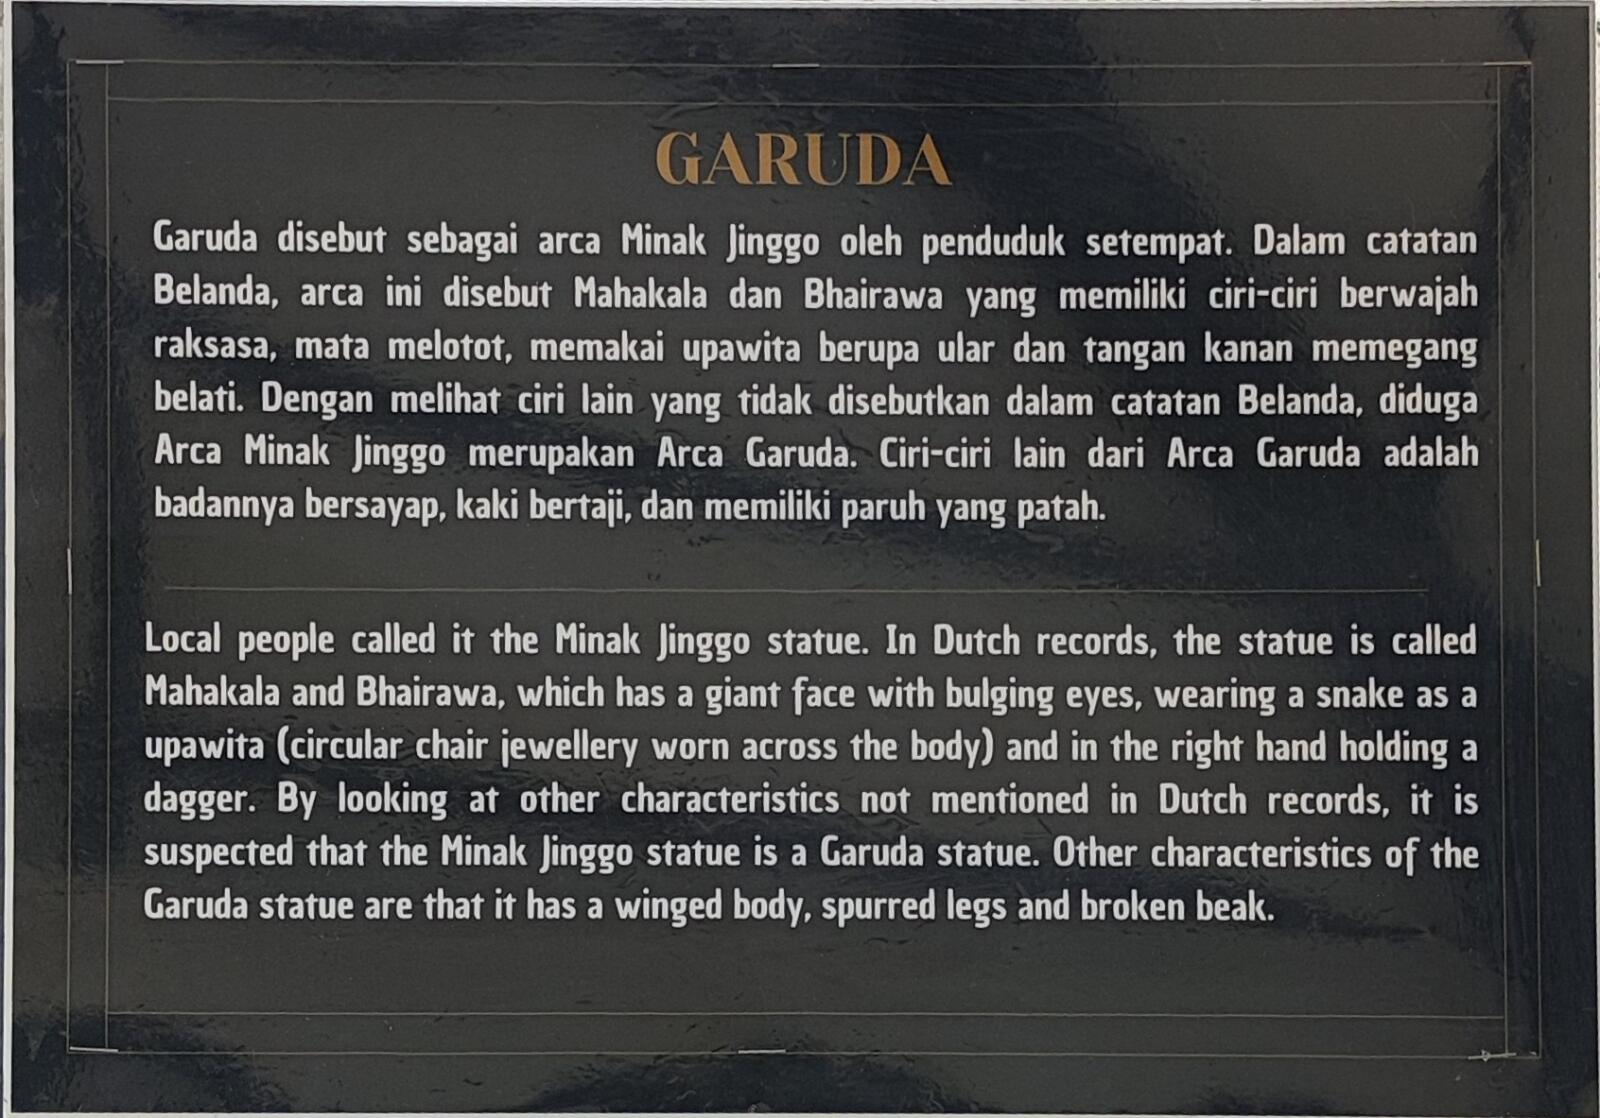 GARUDA
Garuda disebut sebagai arca Minak Jinggo oleh penduduk setempat. Dalam catatan
Belanda, arca ini disebut Mahakala dan Bhairawa yang memiliki ciri-ciri berwajah
raksasa, mata melotot, memakai upawita berupa ular dan tangan kanan memegang
belati. Dengan melihat ciri lain yang tidak disebutkan dalam catatan Belanda, diduga
Arca Minak Jinggo merupakan Arca Garuda. Ciri-ciri lain dari Arca Garuda adalah
badannya bersayap, kaki bertaji, dan memiliki paruh yang patah.
Local people called it the Minak Jinggo statue. In Dutch records, the statue is called
Mahakala and Bhairawa, which has a giant face with bulging eyes, wearing a snake as a
upawita (circular chair jewellery worn across the body) and in the right hand holding a
dagger. By looking at other characteristics not mentioned in Dutch records, it is
suspected that the Minak Jinggo statue is a Garuda statue. Other characteristics of the
Garuda statue are that it has a winged body, spurred legs and broken beak.